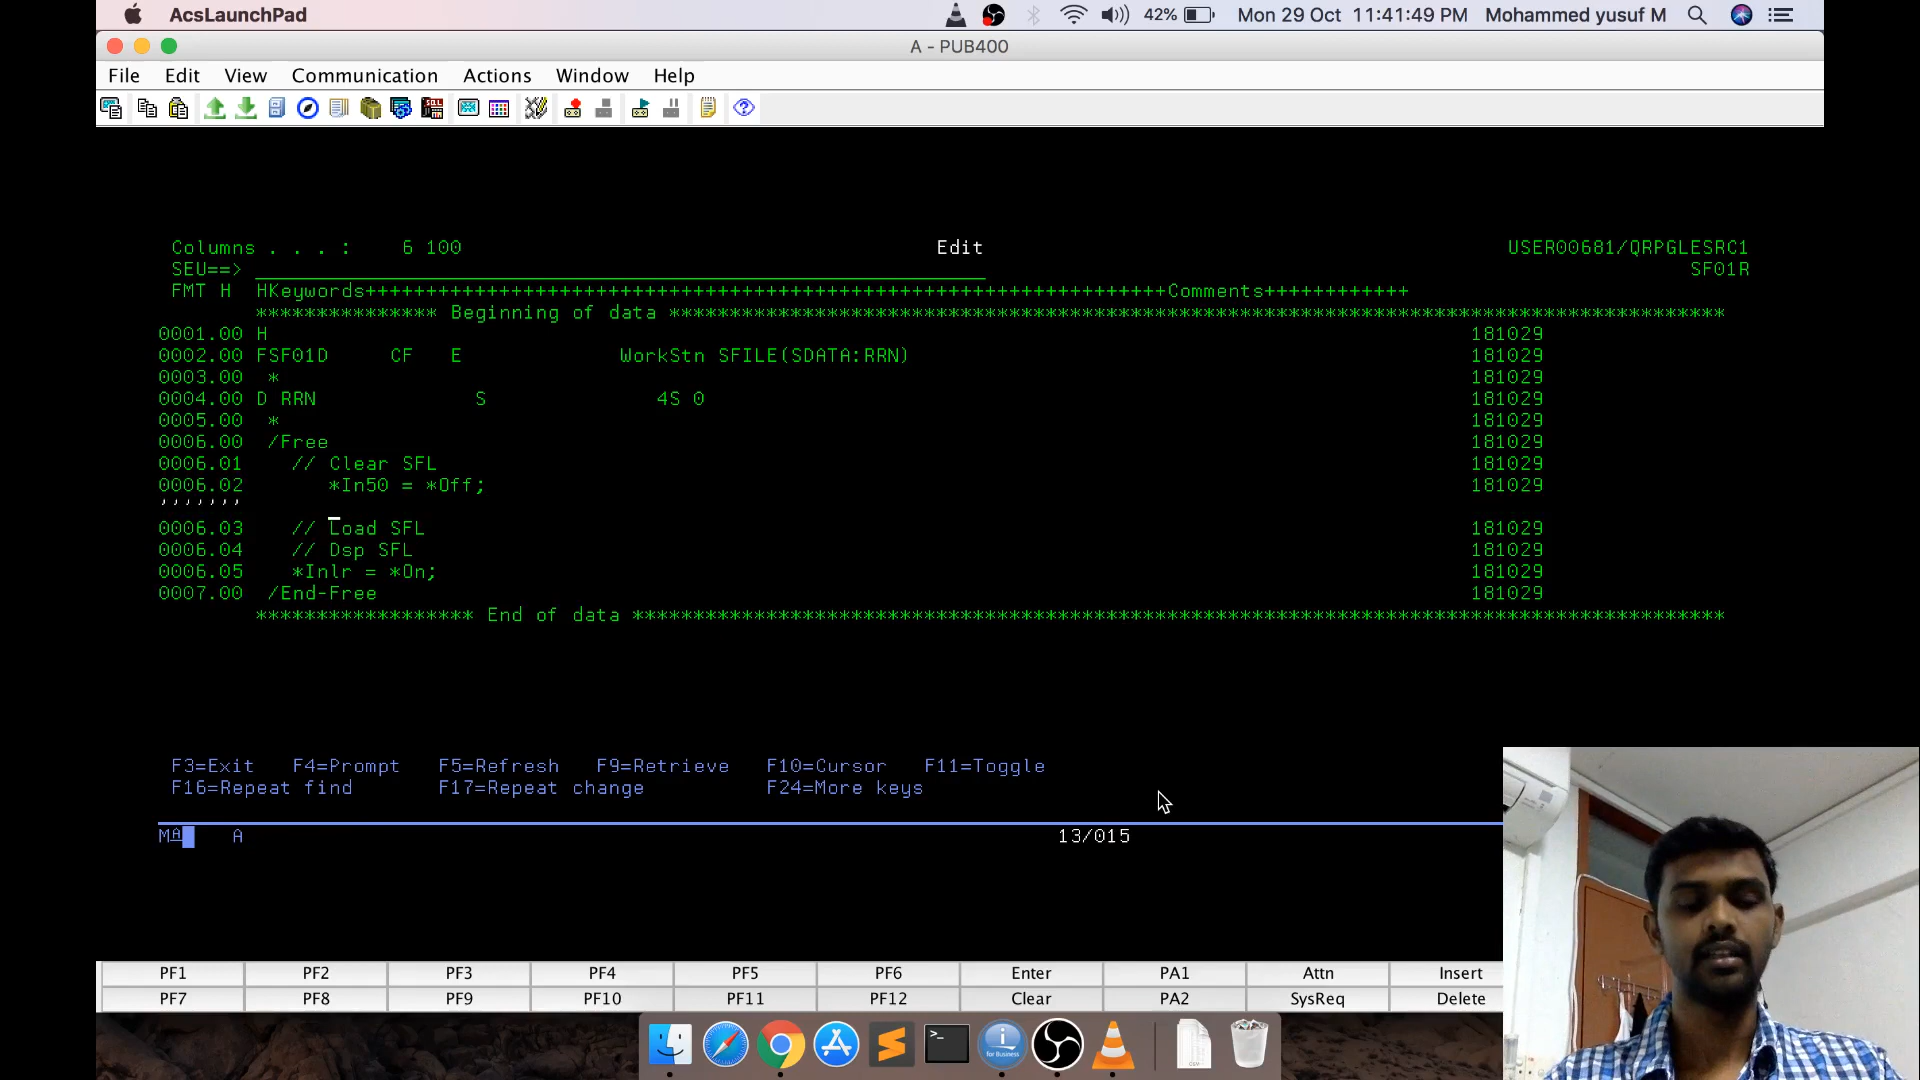 AcsLaunchPad 42% Mon 29 Oct 11:41:49 PM Mohammed yusuf M
A - PUB400
File Edit View Communication Actions Window Help
Columns . . . : 6 100 Edit USER00681/QRPGLESRC1
SEU==> SF01R
FMT H HKeywords++++++++++++++++++++++++++++++++++++++++++++++++++++++++++++++++++Comments++++++++++++
*************** Beginning of data ***************************************************************************************
0001.00 H 181029
0002.00 FSF01D CF E WorkStn SFILE(SDATA:RRN) 181029
0003.00 * 181029
0004.00 D RRN S 4S 0 181029
0005.00 * 181029
0006.00 /Free 181029
0006.01 // Clear SFL 181029
0006.02 *In50 = *Off; 181029
'''''''
0006.03 // Load SFL 181029
0006.04 // Dsp SFL 181029
0006.05 *Inlr = *On; 181029
0007.00 /End-Free 181029
****************** End of data ******************************************************************************************
F3=Exit F4=Prompt F5=Refresh F9=Retrieve F10=Cursor F11=Toggle
F16=Repeat find F17=Repeat change F24=More keys
MA A 13/015
PF1 PF2 PF3 PF4 PF5 PF6 Enter PA1 Attn Insert
PF7 PF8 PF9 PF10 PF11 PF12 Clear PA2 SysReq Delete
for Business